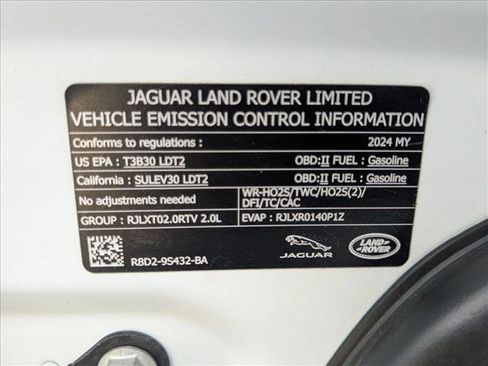 JAGUAR LAND ROVER LIMITED
VEHICLE EMISSION CONTROL INFORMATION
Conforms to regulations : 2024 MY
US EPA : T3B30 LDT2 OBD:II FUEL : Gasoline
California : SULEV30 LDT2 OBD:II FUEL : Gasoline
No adjustments needed WR-HO2S/TWC/HO2S(2)/
DFI/TC/CAC
GROUP : RJLXT02.0RTV 2.0L EVAP : RJLXR0140P1Z
R8D2-9S432-BA
JAGUAR
LAND-
ROVER